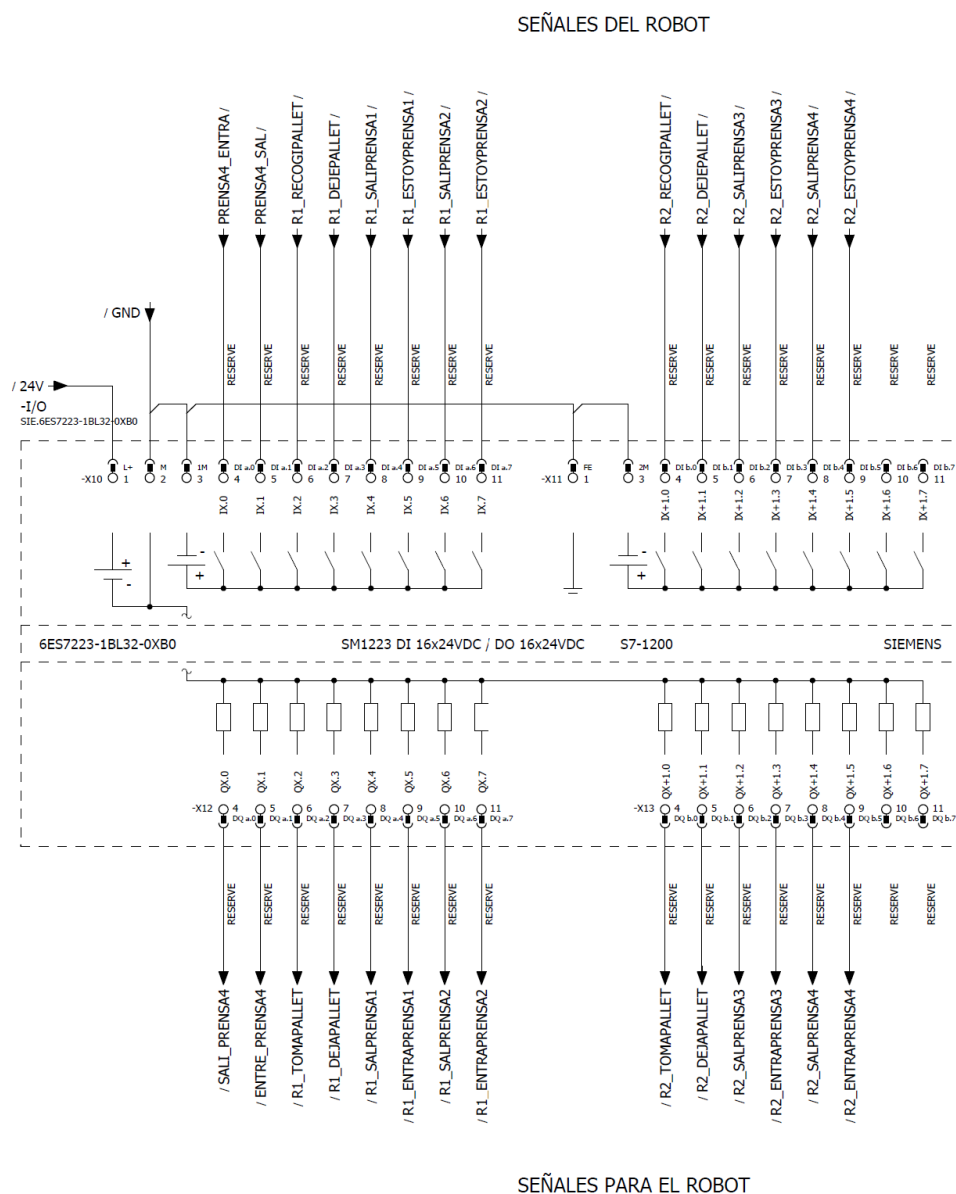 SEÑALES DEL ROBOT
PRENSA4_ENTRA /
PRENSA4_SAL /
R1_RECOGIPALLET /
R1_DEJEPALLET /
R1_SALIPRENSA1 /
R1_ESTOYPRENSA1 /
R1_SALIPRENSA2 /
R1_ESTOYPRENSA2 /
R2_RECOGIPALLET /
R2_DEJEPALLET /
R2_SALIPRENSA3 /
R2_ESTOYPRENSA3 /
R2_SALIPRENSA4 /
R2_ESTOYPRENSA4 /
/ GND
RESERVE RESERVE RESERVE RESERVE RESERVE RESERVE RESERVE RESERVE RESERVE RESERVE RESERVE RESERVE RESERVE RESERVE RESERVE RESERVE
/ 24V
-I/O
SIE.6ES7223-1BL32-0XB0
L+ M 1M DI a.0 DI a.1 DI a.2 DI a.3 DI a.4 DI a.5 DI a.6 DI a.7 FE 2M DI b.0 DI b.1 DI b.2 DI b.3 DI b.4 DI b.5 DI b.6 DI b.7
-X10 1 2 3 4 5 6 7 8 9 10 11 -X11 1 3 4 5 6 7 8 9 10 11
IX.0 IX.1 IX.2 IX.3 IX.4 IX.5 IX.6 IX.7 IX+1.0 IX+1.1 IX+1.2 IX+1.3 IX+1.4 IX+1.5 IX+1.6 IX+1.7
+ - - + - +
6ES7223-1BL32-0XB0 SM1223 DI 16x24VDC / DO 16x24VDC S7-1200 SIEMENS
QX.0 QX.1 QX.2 QX.3 QX.4 QX.5 QX.6 QX.7 QX+1.0 QX+1.1 QX+1.2 QX+1.3 QX+1.4 QX+1.5 QX+1.6 QX+1.7
-X12 4 5 6 7 8 9 10 11 -X13 4 5 6 7 8 9 10 11
DQ a.0 DQ a.1 DQ a.2 DQ a.3 DQ a.4 DQ a.5 DQ a.6 DQ a.7 DQ b.0 DQ b.1 DQ b.2 DQ b.3 DQ b.4 DQ b.5 DQ b.6 DQ b.7
RESERVE RESERVE RESERVE RESERVE RESERVE RESERVE RESERVE RESERVE RESERVE RESERVE RESERVE RESERVE RESERVE RESERVE RESERVE RESERVE
/ SALI_PRENSA4
/ ENTRE_PRENSA4
/ R1_TOMAPALLET
/ R1_DEJAPALLET
/ R1_SALPRENSA1
/ R1_ENTRAPRENSA1
/ R1_SALPRENSA2
/ R1_ENTRAPRENSA2
/ R2_TOMAPALLET
/ R2_DEJAPALLET
/ R2_SALPRENSA3
/ R2_ENTRAPRENSA3
/ R2_SALPRENSA4
/ R2_ENTRAPRENSA4
SEÑALES PARA EL ROBOT